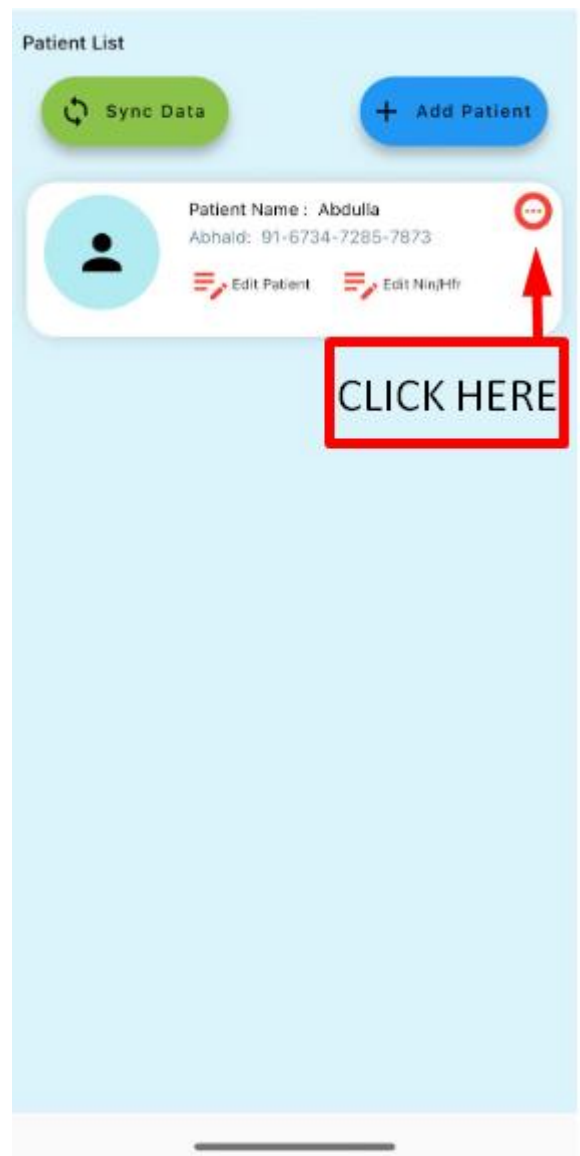 Patient List
Sync Data
+ Add Patient
Patient Name : Abdulla
AbhaId: 91-6734-7285-7873
Edit Patient Edit Nin/Hfr
CLICK HERE